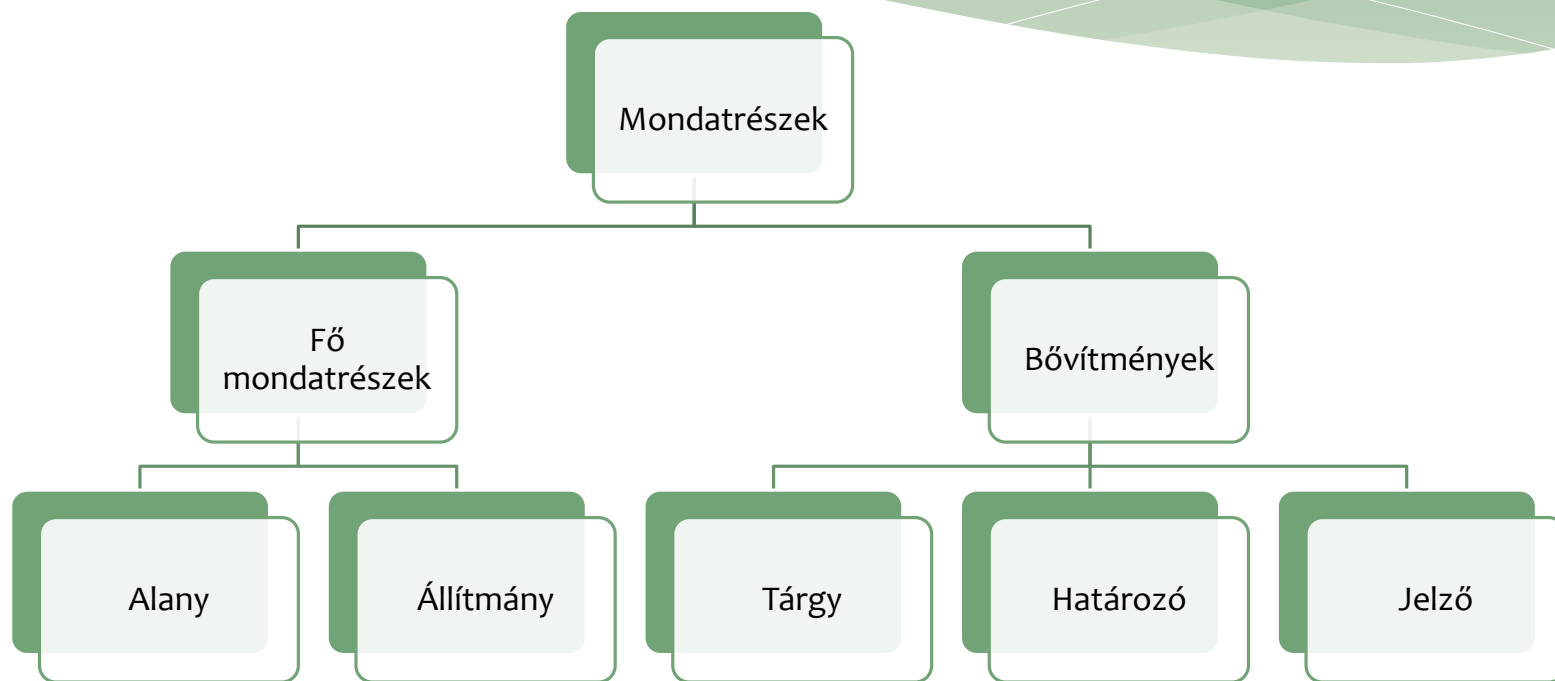 Mondatrészek
Fő
mondatrészek
Bővítmények
Alany
Állítmány
Tárgy
Határozó
Jelző